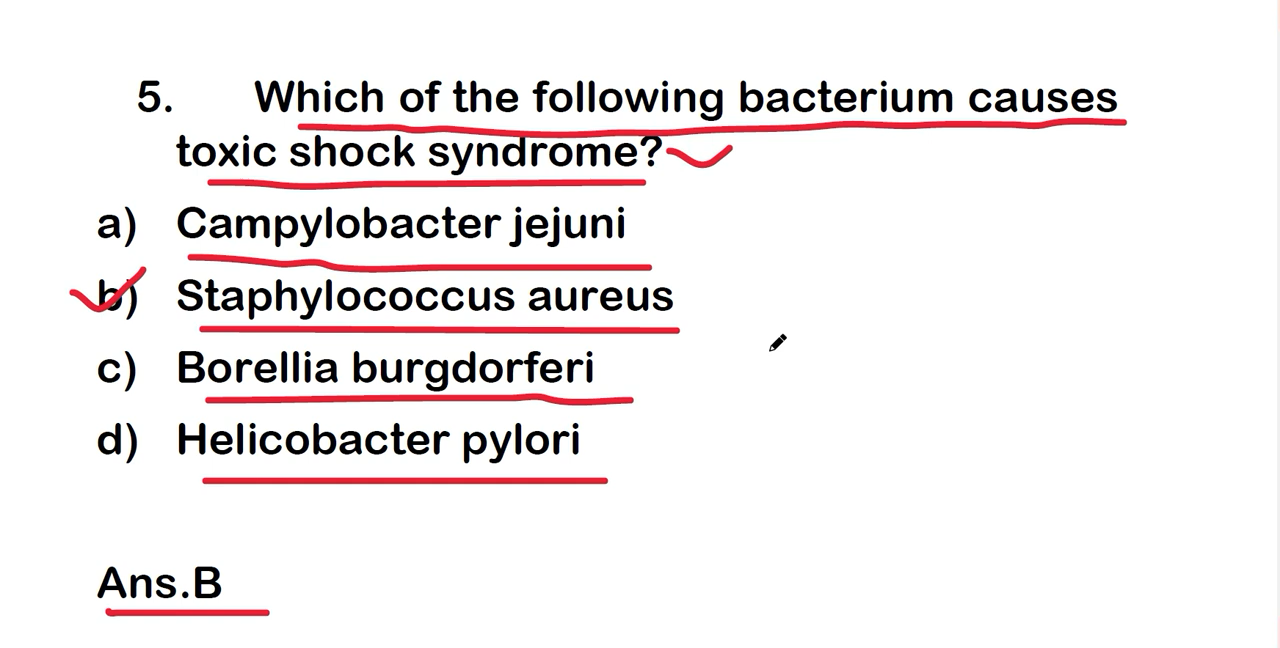 5. Which of the following bacterium causes
toxic shock syndrome?
a) Campylobacter jejuni
b) Staphylococcus aureus
c) Borellia burgdorferi
d) Helicobacter pylori
Ans.B